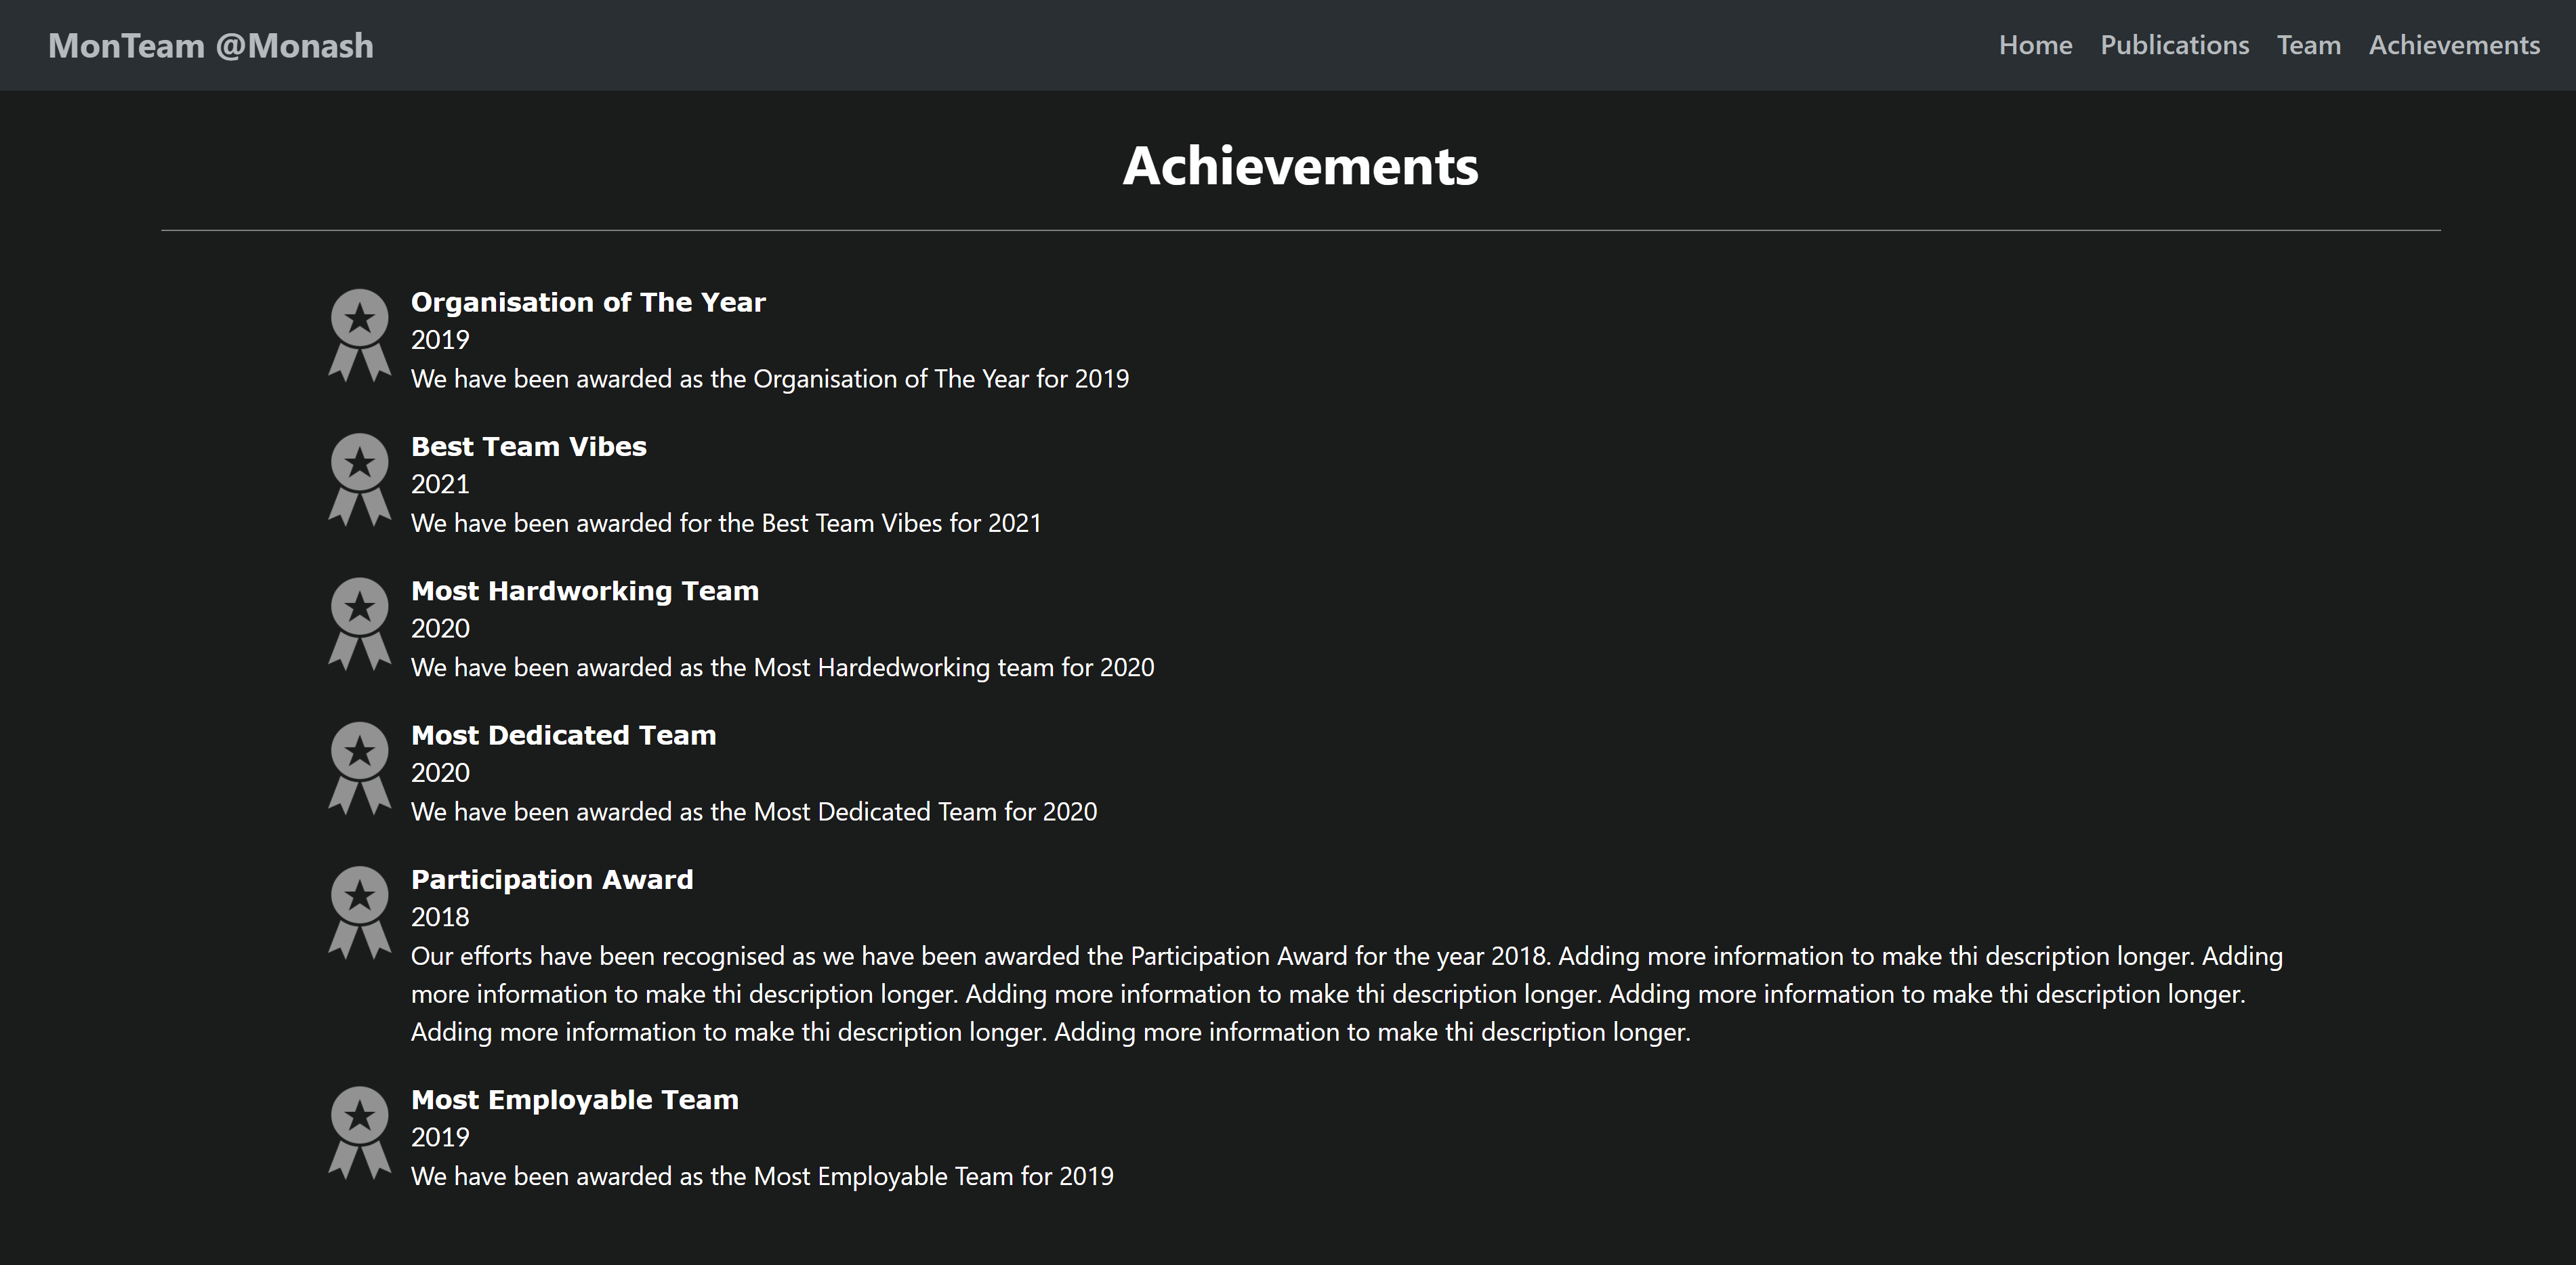 MonTeam @Monash
Home Publications Team Achievements
Achievements
Organisation of The Year
2019
We have been awarded as the Organisation of The Year for 2019
Best Team Vibes
2021
We have been awarded for the Best Team Vibes for 2021
Most Hardworking Team
2020
We have been awarded as the Most Hardedworking team for 2020
Most Dedicated Team
2020
We have been awarded as the Most Dedicated Team for 2020
Participation Award
2018
Our efforts have been recognised as we have been awarded the Participation Award for the year 2018. Adding more information to make thi description longer. Adding
more information to make thi description longer. Adding more information to make thi description longer. Adding more information to make thi description longer.
Adding more information to make thi description longer. Adding more information to make thi description longer.
Most Employable Team
2019
We have been awarded as the Most Employable Team for 2019